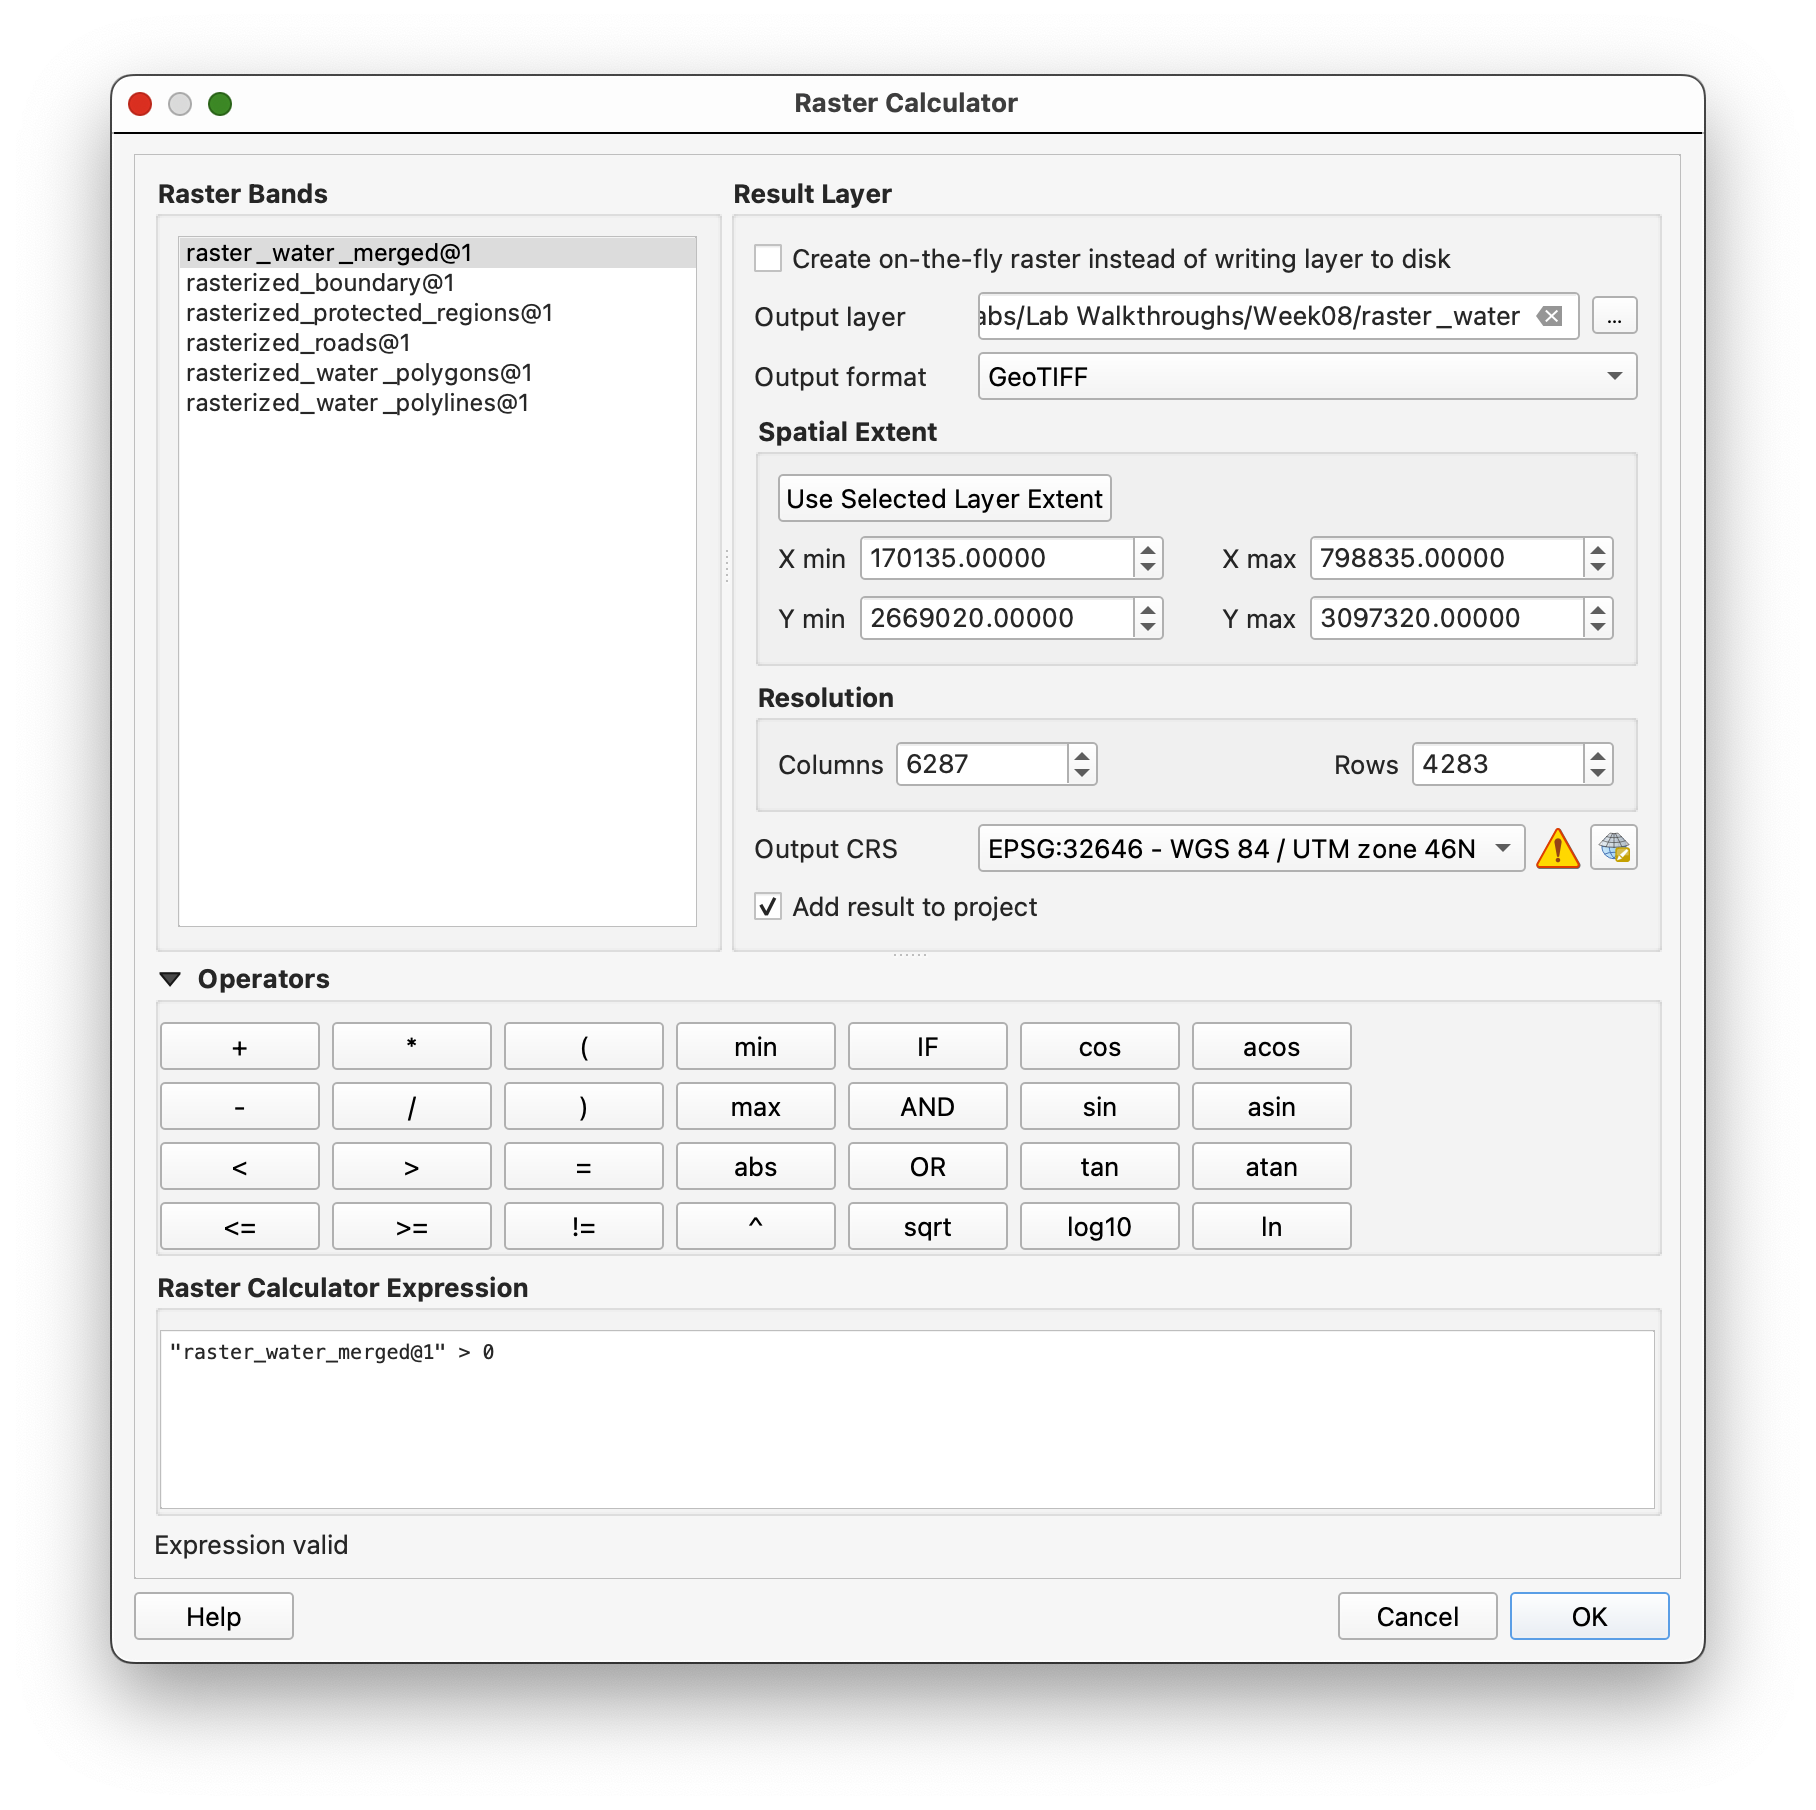 Raster Calculator
Raster Bands
raster_water_merged@1
rasterized_boundary@1
rasterized_protected_regions@1
rasterized_roads@1
rasterized_water_polygons@1
rasterized_water_polylines@1
Result Layer
Create on-the-fly raster instead of writing layer to disk
Output layer abs/Lab Walkthroughs/Week08/raster_water ...
Output format GeoTIFF
Spatial Extent
Use Selected Layer Extent
X min 170135.00000 X max 798835.00000
Y min 2669020.00000 Y max 3097320.00000
Resolution
Columns 6287 Rows 4283
Output CRS EPSG:32646 - WGS 84 / UTM zone 46N
Add result to project
Operators
+ * ( min IF cos acos
- / ) max AND sin asin
< > = abs OR tan atan
<= >= != ^ sqrt log10 ln
Raster Calculator Expression
"raster_water_merged@1" > 0
Expression valid
Help Cancel OK